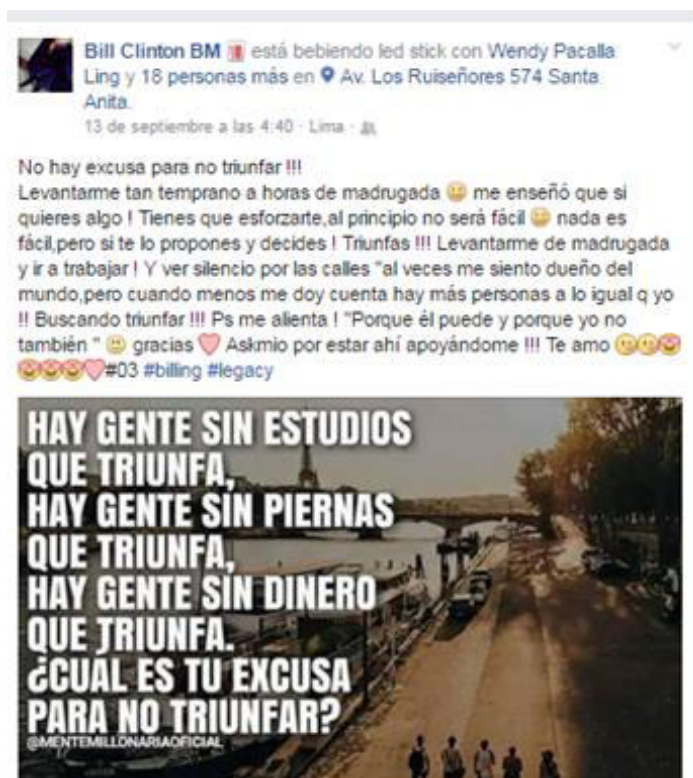 Bill Clinton BM está bebiendo led stick con Wendy Pacalla
Ling y 18 personas más en Av. Los Ruiseñores 574 Santa
Anita.
13 de septiembre a las 4:40 · Lima ·
No hay excusa para no triunfar !!!
Levantarme tan temprano a horas de madrugada 😀 me enseñó que si
quieres algo ! Tienes que esforzarte,al principio no será fácil 😀 nada es
fácil,pero si te lo propones y decides ! Triunfas !!! Levantarme de madrugada
y ir a trabajar ! Y ver silencio por las calles "al veces me siento dueño del
mundo,pero cuando menos me doy cuenta hay más personas a lo igual q yo
!! Buscando triunfar !!! Ps me alienta ! "Porque él puede y porque yo no
también " 🙂 gracias ❤ Askmio por estar ahí apoyándome !!! Te amo 😘😘😍
😍😍😍❤#03 #billing #legacy
HAY GENTE SIN ESTUDIOS
QUE TRIUNFA,
HAY GENTE SIN PIERNAS
QUE TRIUNFA,
HAY GENTE SIN DINERO
QUE TRIUNFA.
¿CUÁL ES TU EXCUSA
PARA NO TRIUNFAR?
@MENTEMILLONARIAOFICIAL